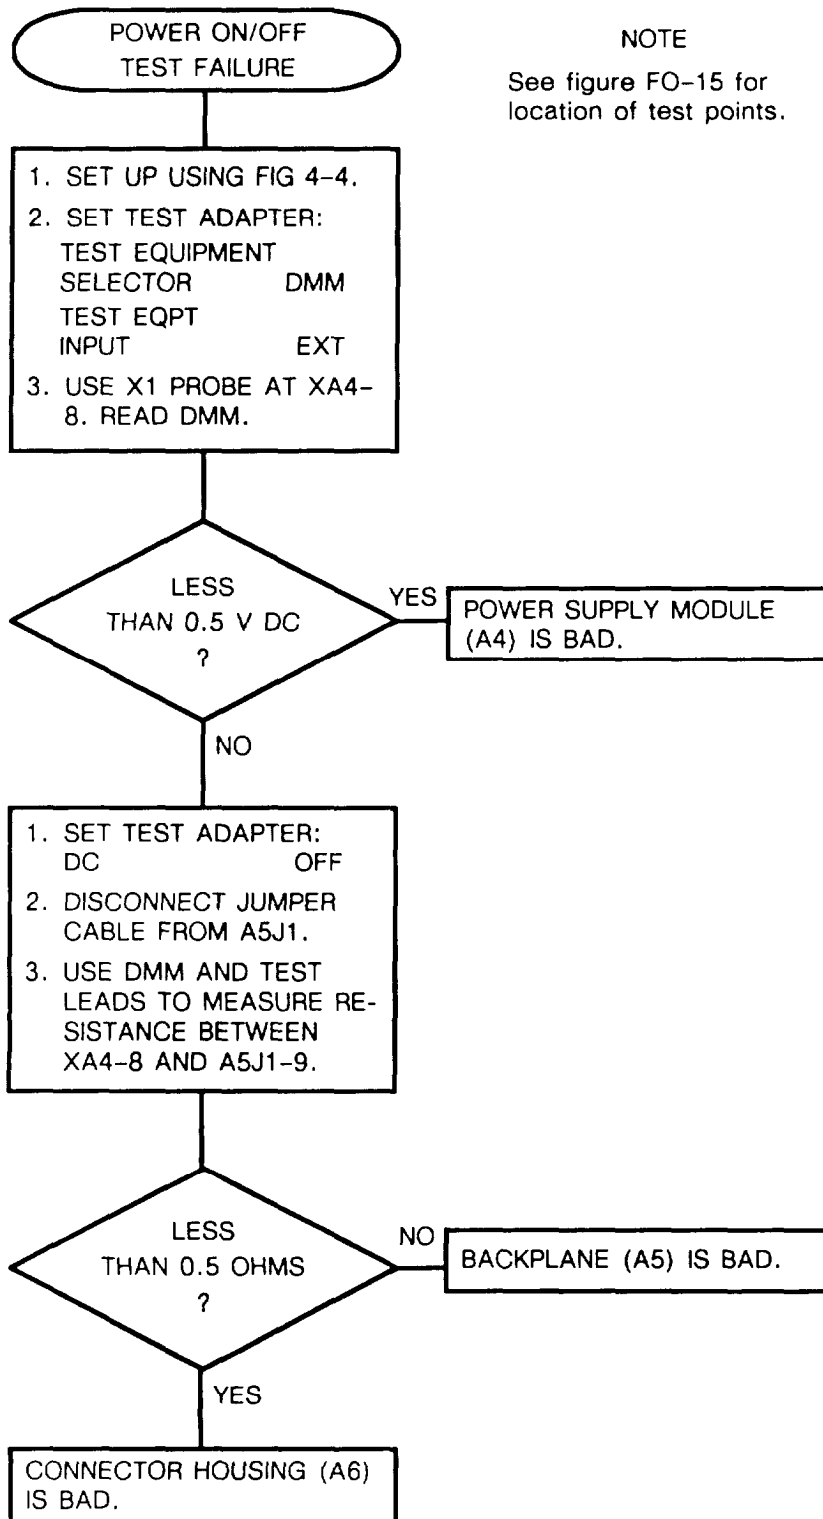 POWER ON/OFF
TEST FAILURE
NOTE
See figure FO-15 for
location of test points.
1. SET UP USING FIG 4-4.
2. SET TEST ADAPTER:
TEST EQUIPMENT
SELECTOR DMM
TEST EQPT
INPUT EXT
3. USE X1 PROBE AT XA4-
8. READ DMM.
LESS
THAN 0.5 V DC
?
YES
POWER SUPPLY MODULE
(A4) IS BAD.
NO
1. SET TEST ADAPTER:
DC OFF
2. DISCONNECT JUMPER
CABLE FROM A5J1.
3. USE DMM AND TEST
LEADS TO MEASURE RE-
SISTANCE BETWEEN
XA4-8 AND A5J1-9.
LESS
THAN 0.5 OHMS
?
NO
BACKPLANE (A5) IS BAD.
YES
CONNECTOR HOUSING (A6)
IS BAD.